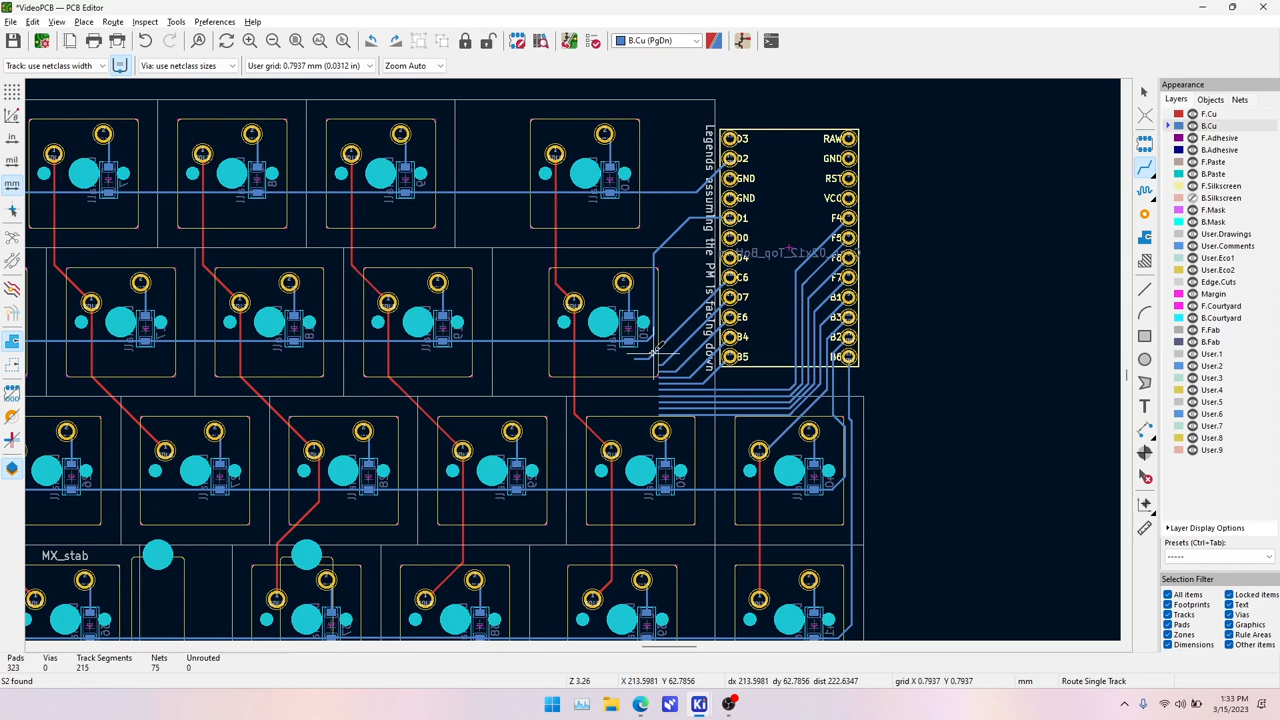 *VideoPCB — PCB Editor
File Edit View Place Route Inspect Tools Preferences Help
B.Cu (PgDn)
Track: use netclass width
Via: use netclass sizes
User grid: 0.7937 mm (0.0312 in)
Zoom Auto
in
mil
mm
Legends assuming the PM is facing down
D3 RAW
D2 GND
GND RST
GND VCC
D1 F4
D0 F5
D4 F6
C6 F7
D7 B1
E6 B3
B4 B2
B5 B6
MX_stab
Appearance
Layers Objects Nets
F.Cu
B.Cu
F.Adhesive
B.Adhesive
F.Paste
B.Paste
F.Silkscreen
B.Silkscreen
F.Mask
B.Mask
User.Drawings
User.Comments
User.Eco1
User.Eco2
Edge.Cuts
Margin
F.Courtyard
B.Courtyard
F.Fab
B.Fab
User.1
User.2
User.3
User.4
User.5
User.6
User.7
User.8
User.9
Layer Display Options
Presets (Ctrl+Tab):
-----
Selection Filter
All items Locked items
Footprints Text
Tracks Vias
Pads Graphics
Zones Rule Areas
Dimensions Other items
Pads Vias Track Segments Nets Unrouted
323 0 215 75 0
S2 found Z 3.26 X 213.5981 Y 62.7856 dx 213.5981 dy 62.7856 dist 222.6347 grid X 0.7937 Y 0.7937 mm Route Single Track
1:33 PM
3/15/2023